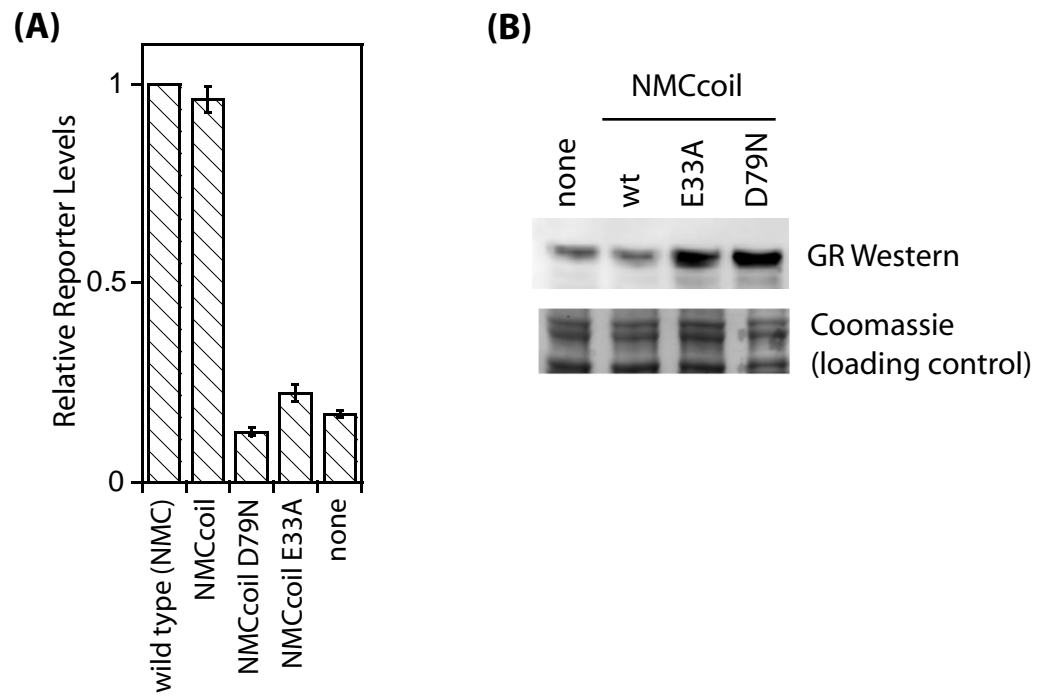 (A)
Relative Reporter Levels
1
0.5
0
wild type (NMC)
NMCcoil
NMCcoil D79N
NMCcoil E33A
none
(B)
NMCcoil
none
wt
E33A
D79N
GR Western
Coomassie
(loading control)